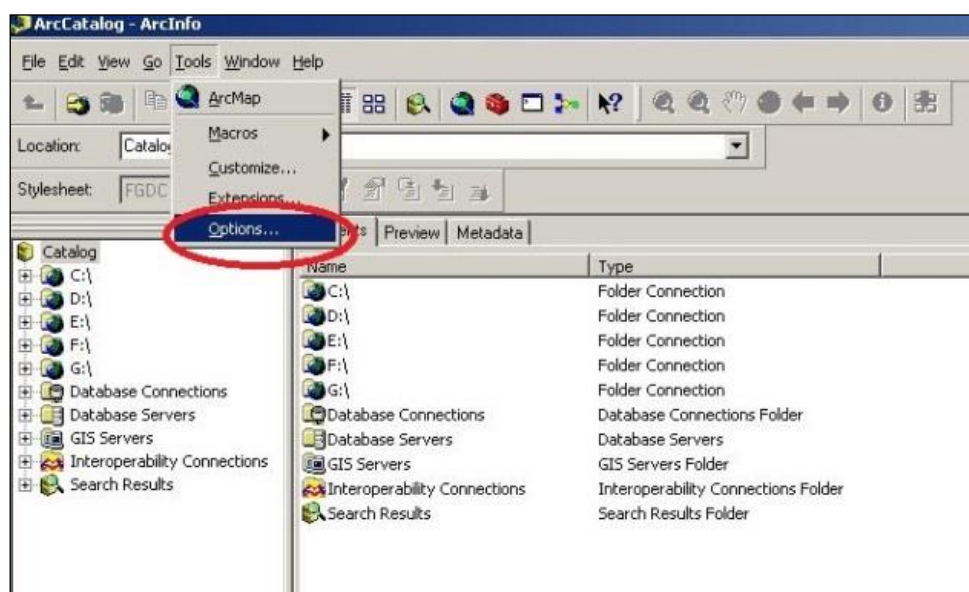 ArcCatalog - ArcInfo
File Edit View Go Tools Window Help
ArcMap
Macros
Customize...
Extensions...
Options...
Location:
Stylesheet: FGDC
Preview Metadata
Catalog
C:\
D:\
E:\
F:\
G:\
Database Connections
Database Servers
GIS Servers
Interoperability Connections
Search Results
Name Type
C:\ Folder Connection
D:\ Folder Connection
E:\ Folder Connection
F:\ Folder Connection
G:\ Folder Connection
Database Connections Database Connections Folder
Database Servers Database Servers
GIS Servers GIS Servers Folder
Interoperability Connections Interoperability Connections Folder
Search Results Search Results Folder